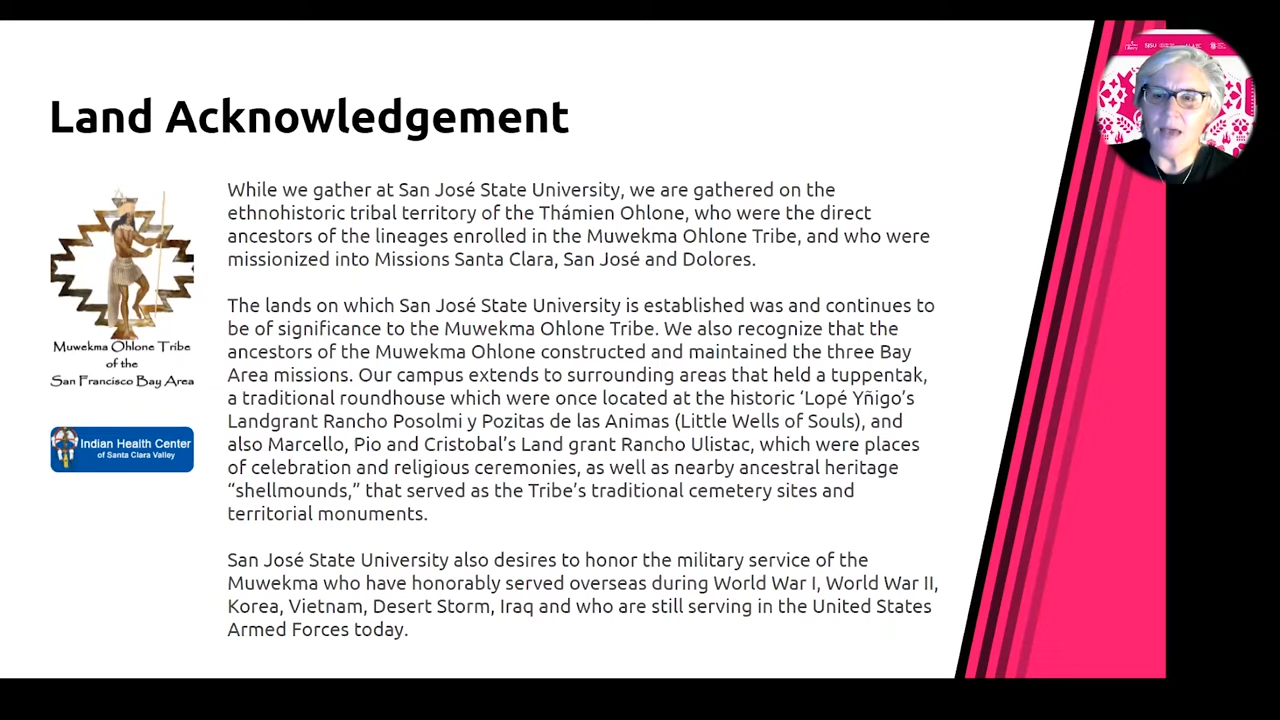 Land Acknowledgement
While we gather at San José State University, we are gathered on the
ethnohistoric tribal territory of the Thámien Ohlone, who were the direct
ancestors of the lineages enrolled in the Muwekma Ohlone Tribe, and who were
missionized into Missions Santa Clara, San José and Dolores.
The lands on which San José State University is established was and continues to
be of significance to the Muwekma Ohlone Tribe. We also recognize that the
ancestors of the Muwekma Ohlone constructed and maintained the three Bay
Area missions. Our campus extends to surrounding areas that held a tuppentak,
a traditional roundhouse which were once located at the historic ‘Lopé Yñigo’s
Landgrant Rancho Posolmi y Pozitas de las Animas (Little Wells of Souls), and
also Marcello, Pio and Cristobal’s Land grant Rancho Ulistac, which were places
of celebration and religious ceremonies, as well as nearby ancestral heritage
“shellmounds,” that served as the Tribe’s traditional cemetery sites and
territorial monuments.
San José State University also desires to honor the military service of the
Muwekma who have honorably served overseas during World War I, World War II,
Korea, Vietnam, Desert Storm, Iraq and who are still serving in the United States
Armed Forces today.
Muwekma Ohlone Tribe
of the
San Francisco Bay Area
Indian Health Center
of Santa Clara Valley
SJSU